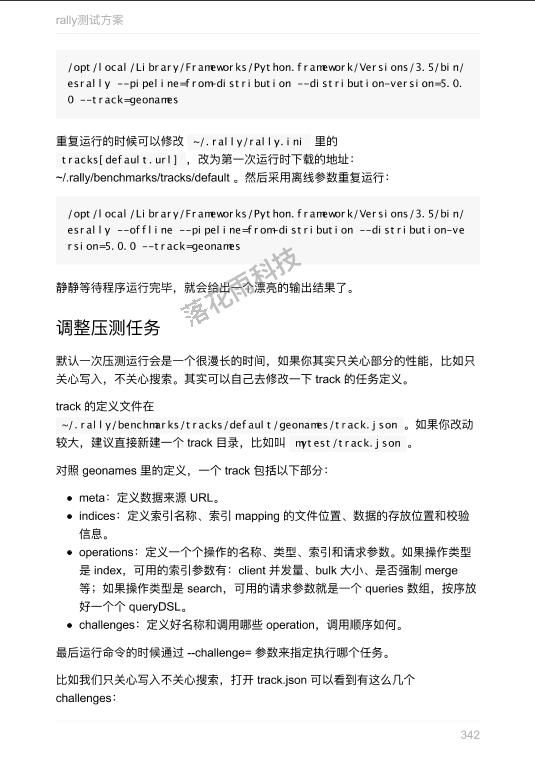 rally测试方案
/opt/local/Library/Frameworks/Python.framework/Versions/3.5/bin/
esrally --pipeline=from-distribution --distribution-version=5.0.
0 --track=geonames
重复运行的时候可以修改 ~/.rally/rally.ini 里的
tracks[default.url] ，改为第一次运行时下载的地址：
~/.rally/benchmarks/tracks/default 。然后采用离线参数重复运行：
/opt/local/Library/Frameworks/Python.framework/Versions/3.5/bin/
esrally --offline --pipeline=from-distribution --distribution-ve
rsion=5.0.0 --track=geonames
静静等待程序运行完毕，就会给出一个漂亮的输出结果了。
落花雨科技
调整压测任务
默认一次压测运行会是一个很漫长的时间，如果你其实只关心部分的性能，比如只
关心写入，不关心搜索。其实可以自己去修改一下 track 的任务定义。
track 的定义文件在
~/.rally/benchmarks/tracks/default/geonames/track.json 。如果你改动
较大，建议直接新建一个 track 目录，比如叫 mytest/track.json 。
对照 geonames 里的定义，一个 track 包括以下部分：
• meta：定义数据来源 URL。
• indices：定义索引名称、索引 mapping 的文件位置、数据的存放位置和校验
信息。
• operations：定义一个个操作的名称、类型、索引和请求参数。如果操作类型
是 index，可用的索引参数有：client 并发量、bulk 大小、是否强制 merge
等；如果操作类型是 search，可用的请求参数就是一个 queries 数组，按序放
好一个个 queryDSL。
• challenges：定义好名称和调用哪些 operation，调用顺序如何。
最后运行命令的时候通过 --challenge= 参数来指定执行哪个任务。
比如我们只关心写入不关心搜索，打开 track.json 可以看到有这么几个
challenges：
342